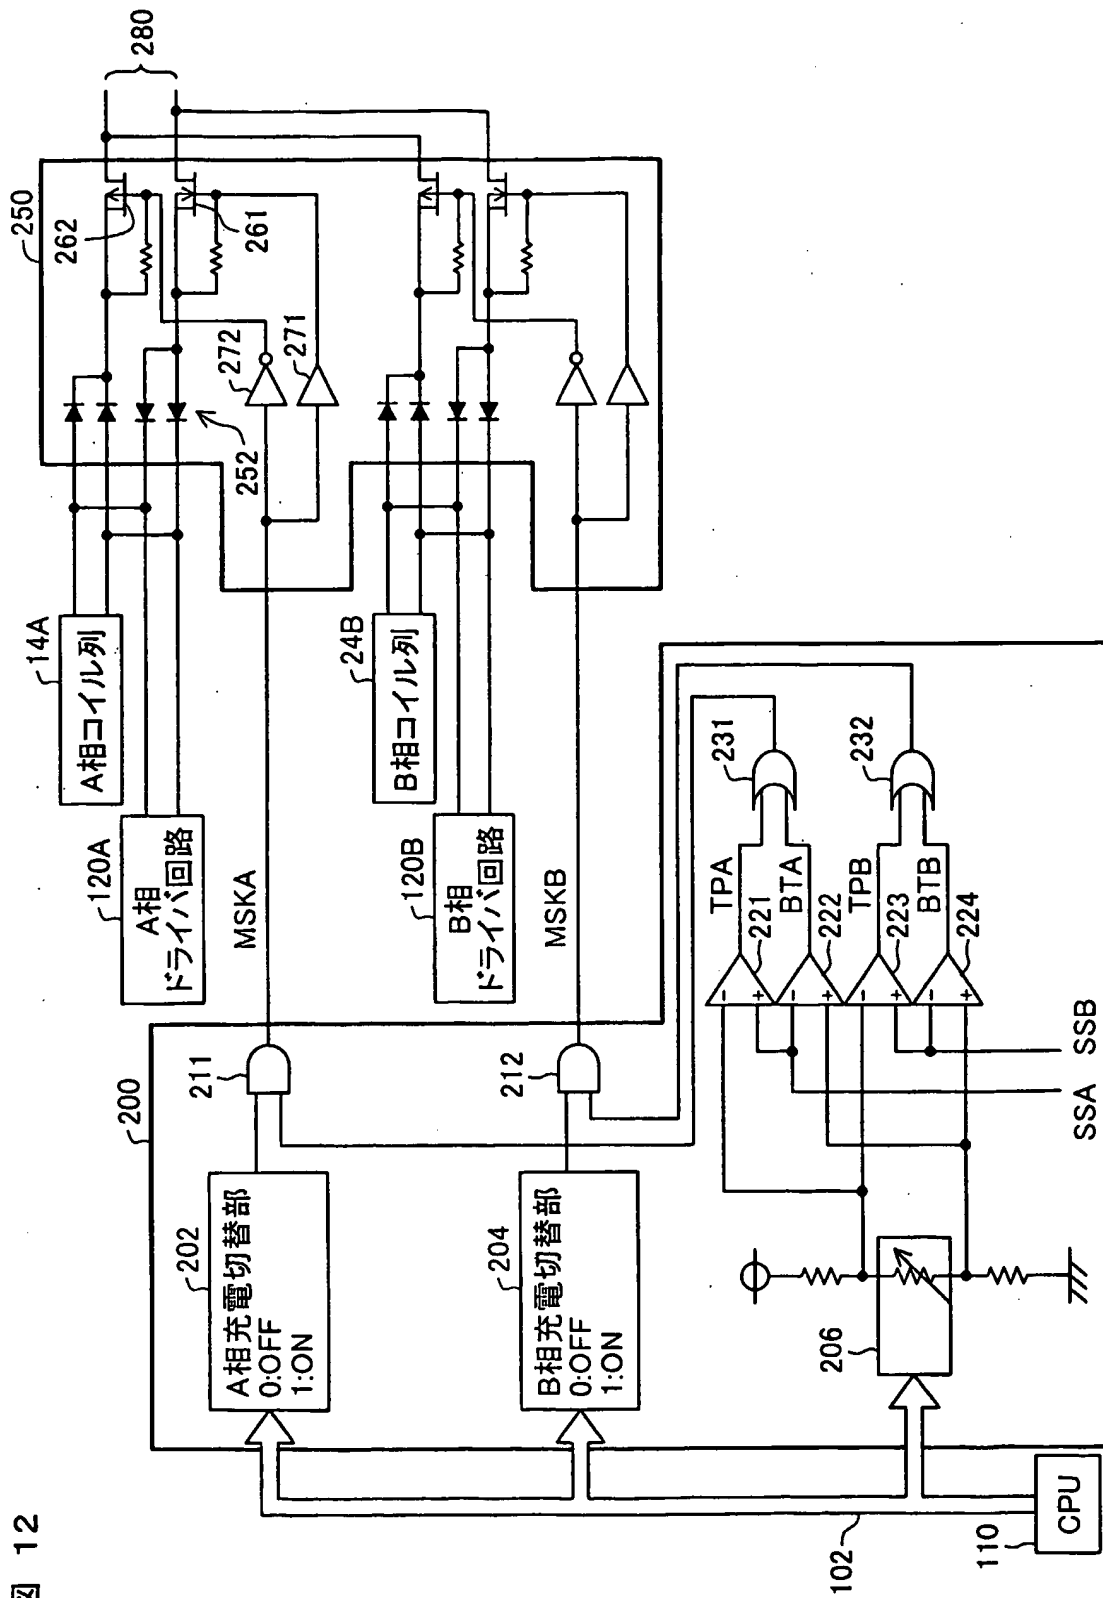 図 12
110
CPU
102
200
202
A相充電切替部
0:OFF
1:ON
204
B相充電切替部
0:OFF
1:ON
206
211
212
MSKA
MSKB
SSA
SSB
TPA
221
BTA
222
TPB
223
BTB
224
-
+
-
+
-
+
-
+
231
232
120A
A相
ドライバ回路
14A
A相コイル列
120B
B相
ドライバ回路
24B
B相コイル列
250
252
262
261
272
271
280